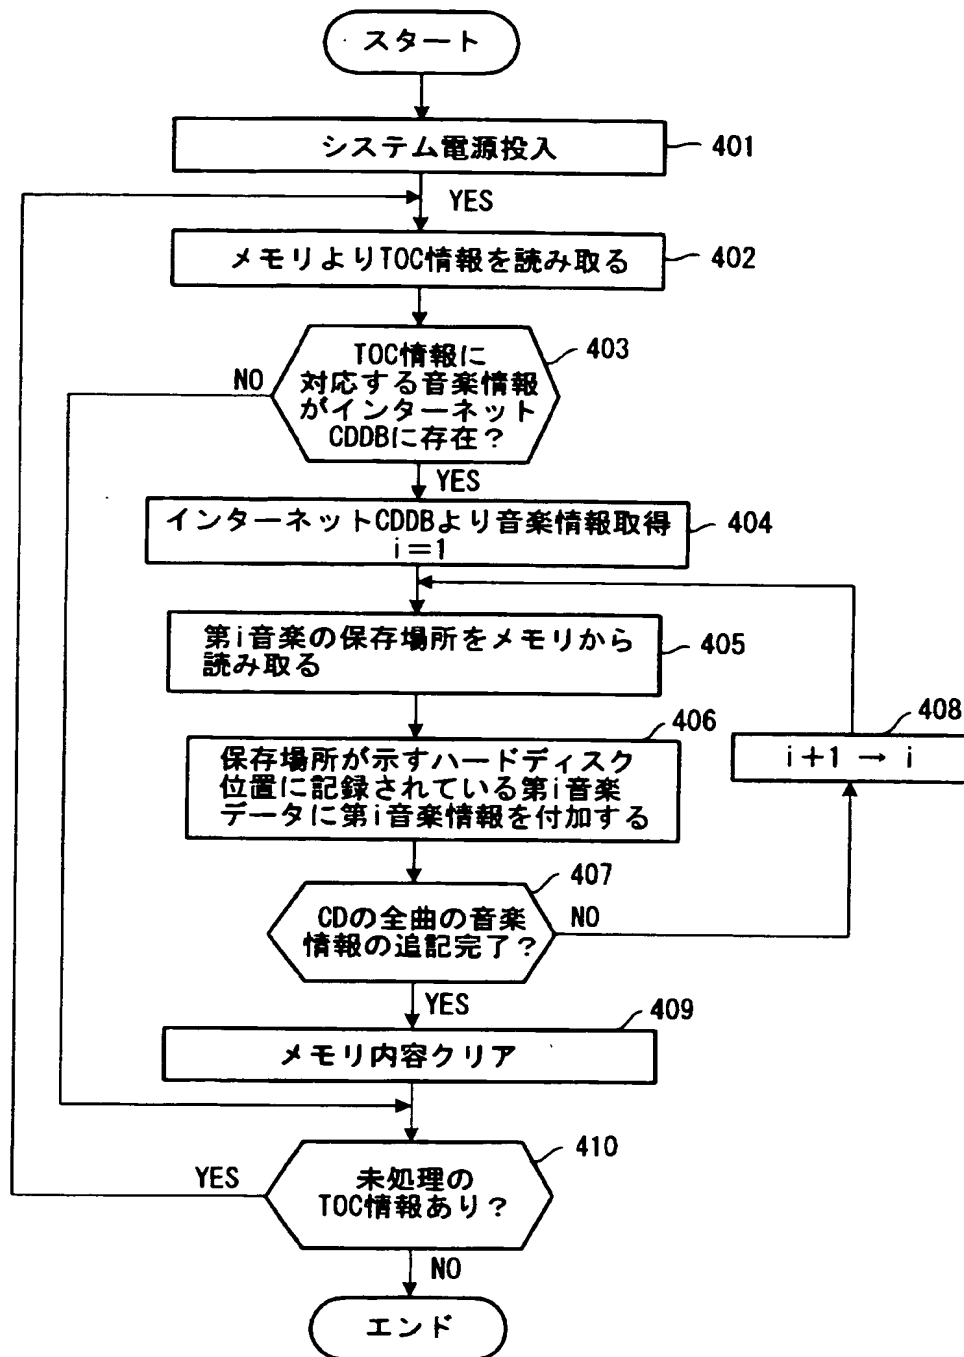 スタート
システム電源投入
401
YES
メモリよりTOC情報を読み取る
402
TOC情報に
対応する音楽情報
がインターネット
CDDBに存在?
403
NO
YES
インターネットCDDBより音楽情報取得
i=1
404
第i音楽の保存場所をメモリから
読み取る
405
保存場所が示すハードディスク
位置に記録されている第i音楽
データに第i音楽情報を付加する
406
i+1 → i
408
CDの全曲の音楽
情報の追記完了?
407
NO
YES
メモリ内容クリア
409
未処理の
TOC情報あり?
410
YES
NO
エンド